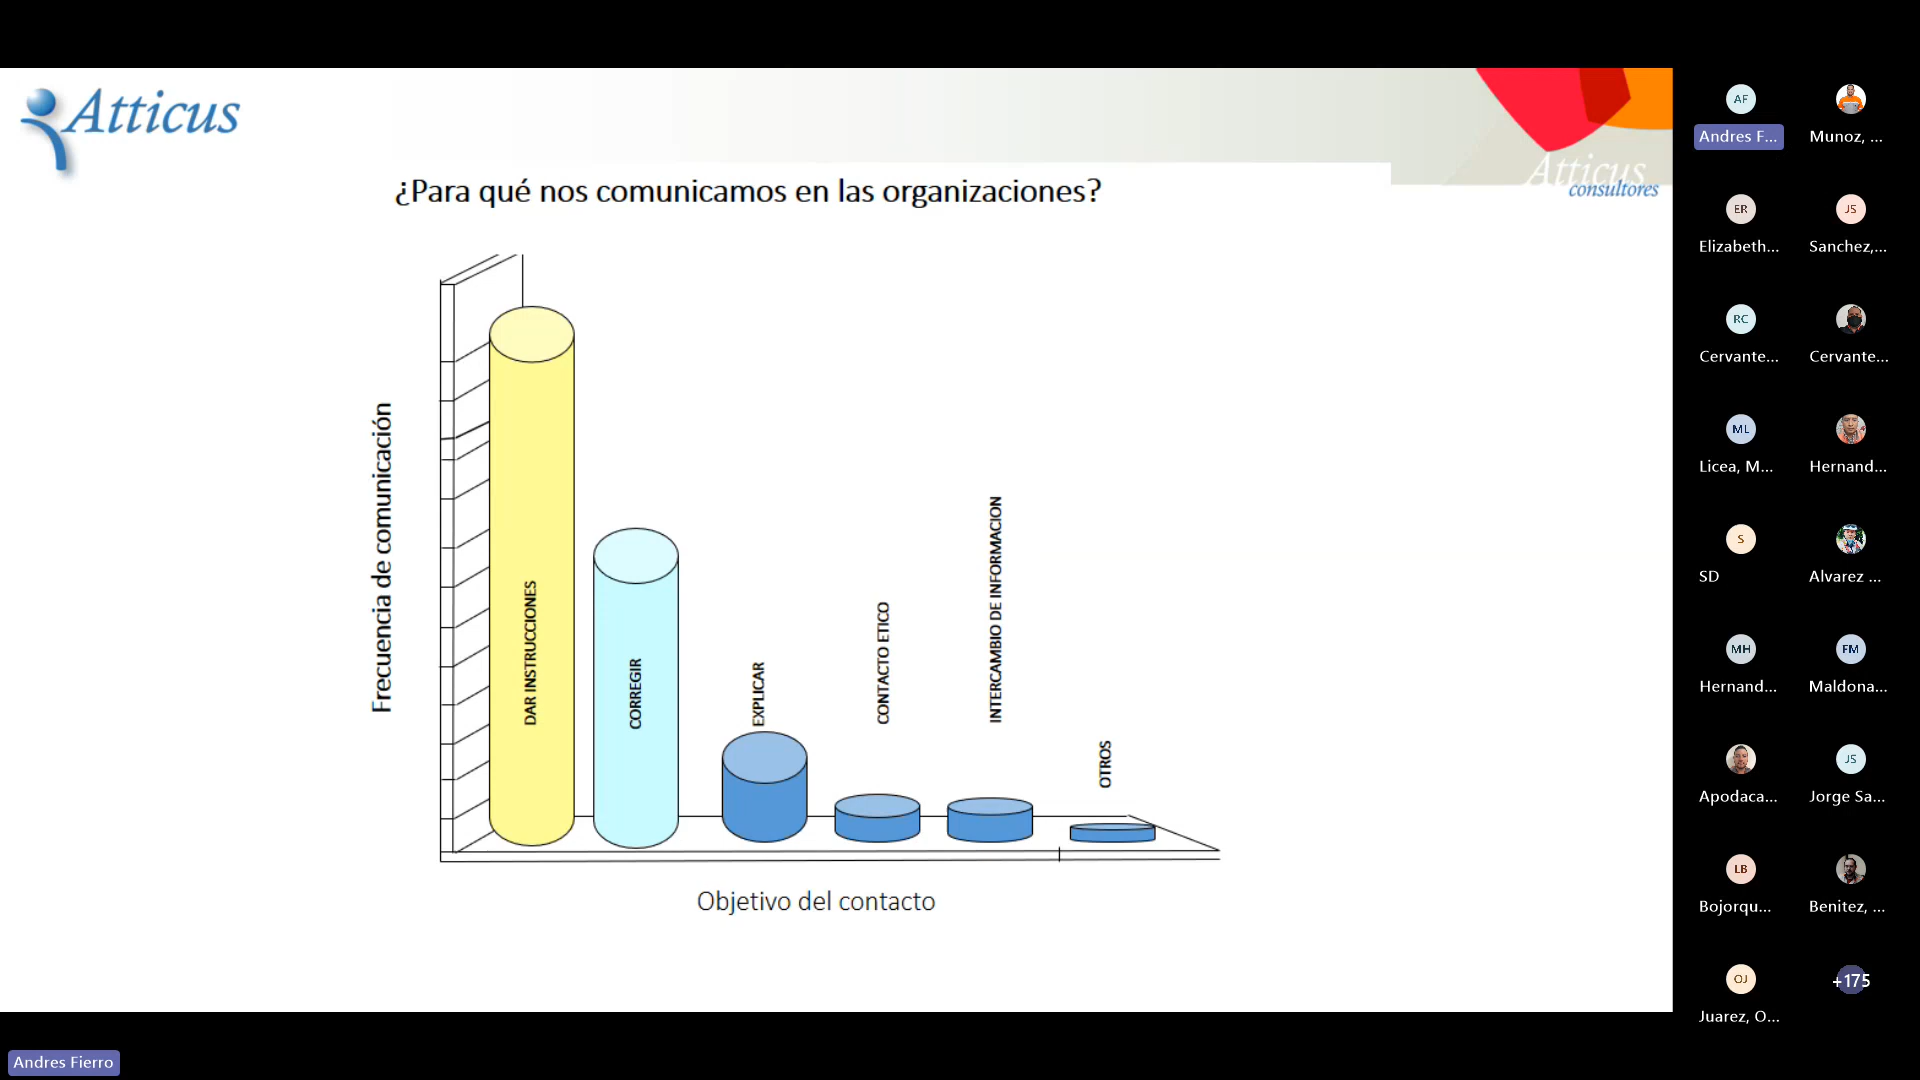 Atticus
Atticus
consultores
¿Para qué nos comunicamos en las organizaciones?
Frecuencia de comunicación
DAR INSTRUCCIONES
CORREGIR
EXPLICAR
CONTACTO ETICO
INTERCAMBIO DE INFORMACION
OTROS
Objetivo del contacto
AF
Andres F...
Munoz, ...
ER
Elizabeth...
JS
Sanchez,...
RC
Cervante...
Cervante...
ML
Licea, M...
Hernand...
S
SD
Alvarez ...
MH
Hernand...
FM
Maldona...
Apodaca...
JS
Jorge Sa...
LB
Bojorqu...
Benitez, ...
OJ
Juarez, O...
+175
Andres Fierro